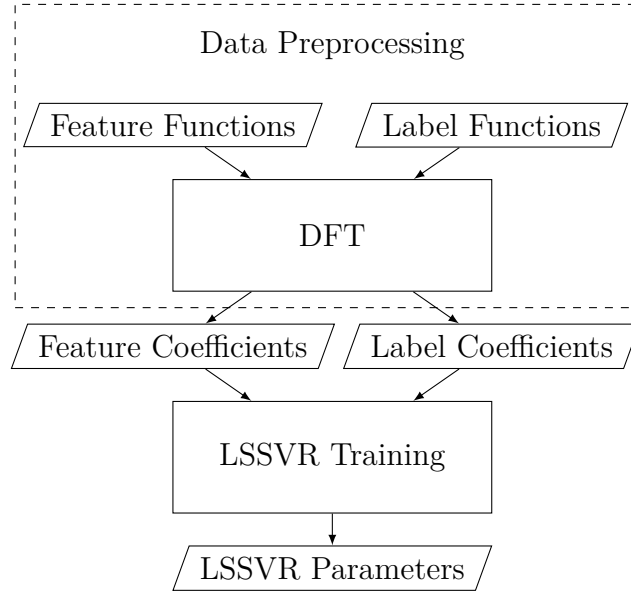 Data Preprocessing
Feature Functions
Label Functions
DFT
Feature Coefficients
Label Coefficients
LSSVR Training
LSSVR Parameters